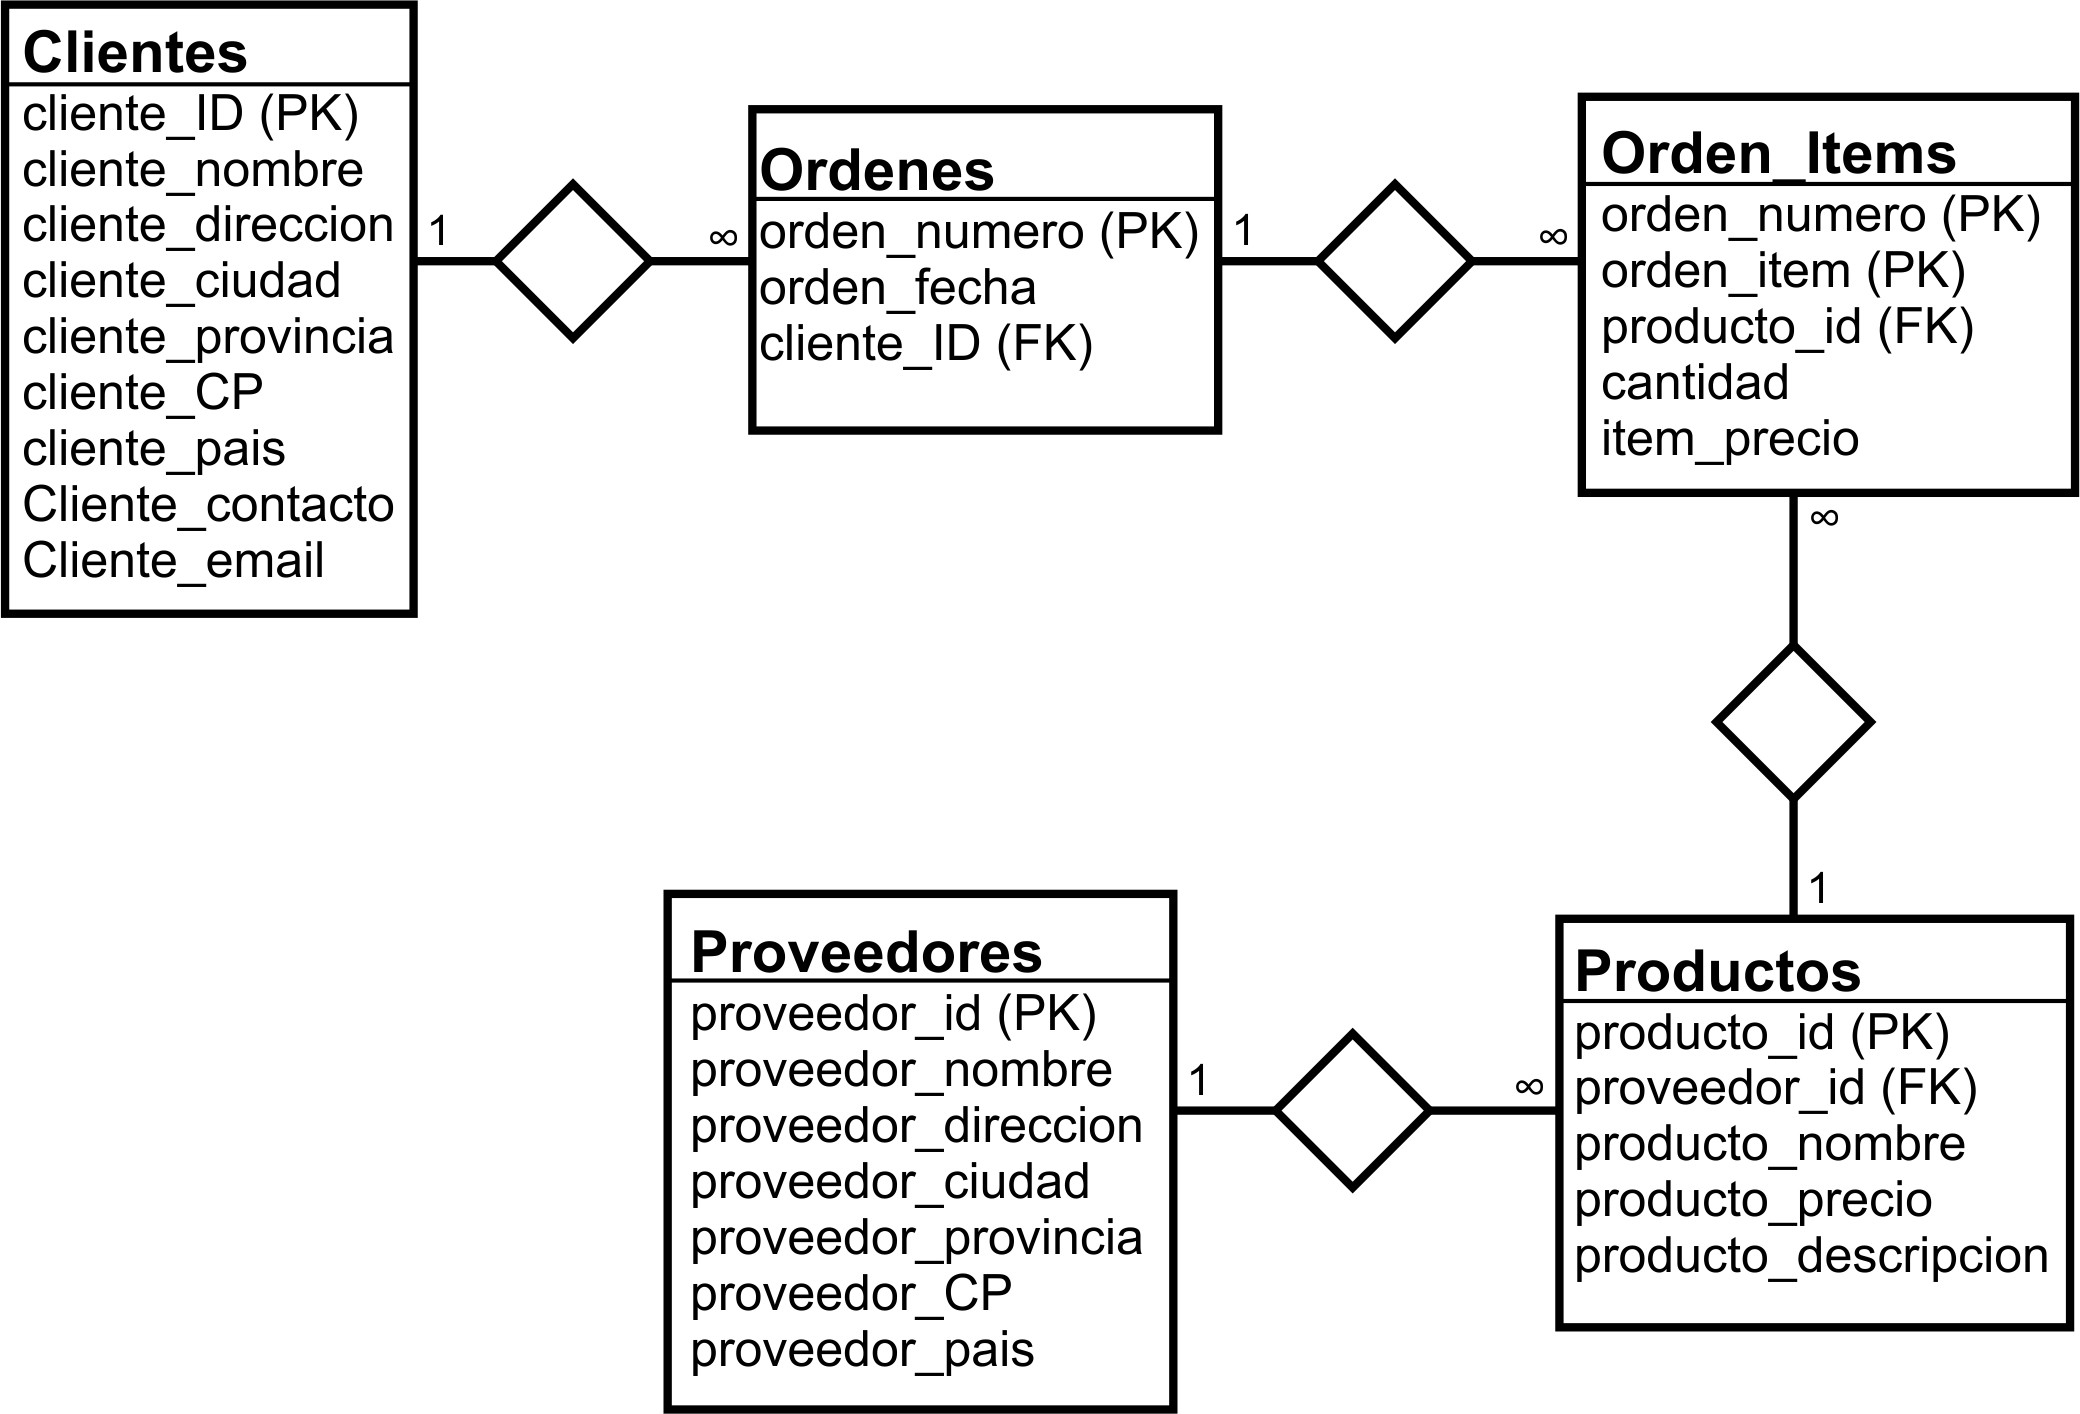 Clientes
cliente_ID (PK)
cliente_nombre
cliente_direccion
cliente_ciudad
cliente_provincia
cliente_CP
cliente_pais
Cliente_contacto
Cliente_email
1
∞
Ordenes
orden_numero (PK)
orden_fecha
cliente_ID (FK)
1
∞
Orden_Items
orden_numero (PK)
orden_item (PK)
producto_id (FK)
cantidad
item_precio
∞
1
Proveedores
proveedor_id (PK)
proveedor_nombre
proveedor_direccion
proveedor_ciudad
proveedor_provincia
proveedor_CP
proveedor_pais
1
∞
Productos
producto_id (PK)
proveedor_id (FK)
producto_nombre
producto_precio
producto_descripcion